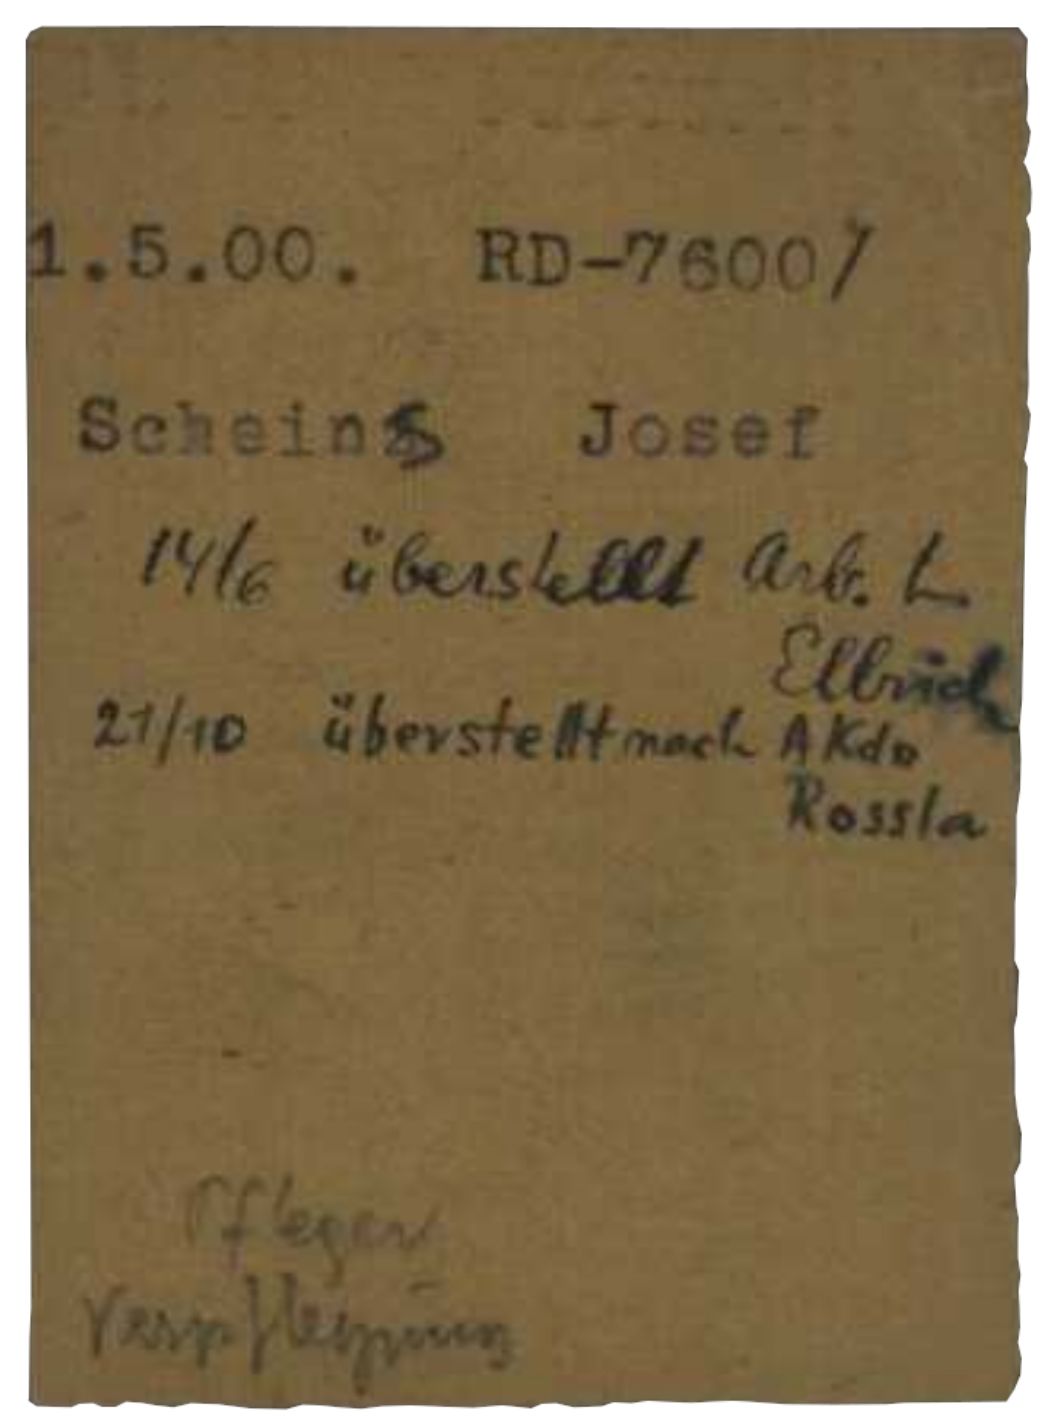 1.5.00. RD-7600/
Scheins Josef
14/6 überstellt Arb. L.
Ellrich
21/10 überstellt nach AKdo
Rossla
Pfleger
Verpflegung